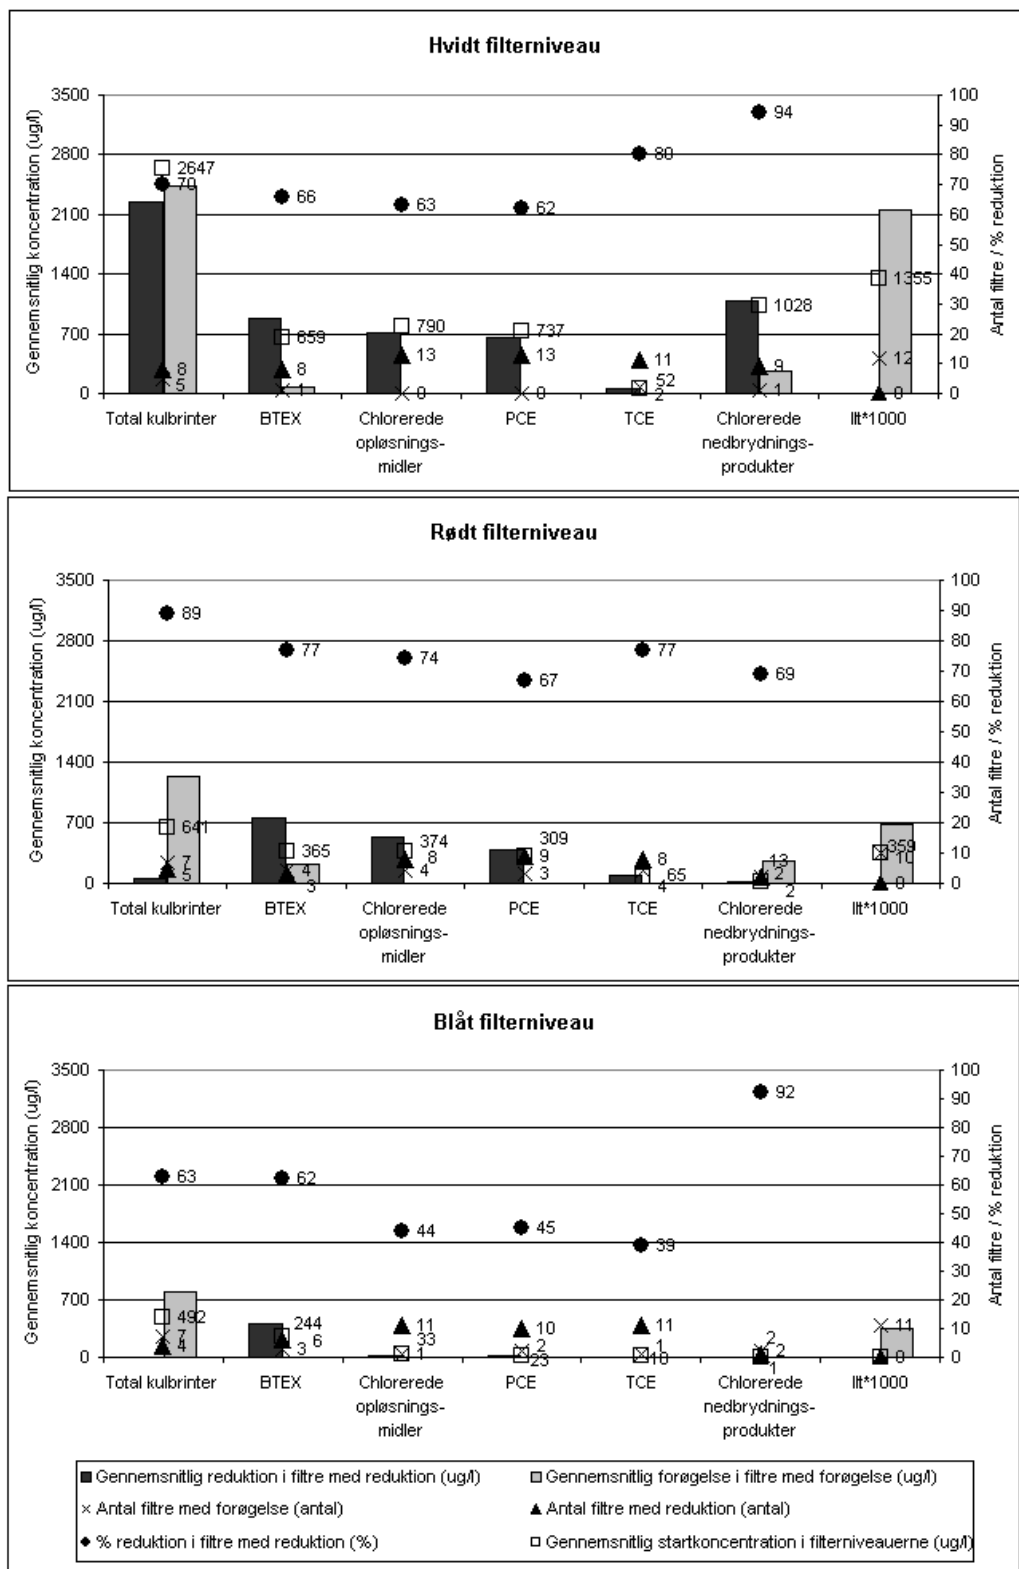 Hvidt filterniveau
Gennemsnitlig koncentration (ug/l)
Antal filtre / % reduktion
3500
2800
2100
1400
700
0
100
90
80
70
60
50
40
30
20
10
0
2647
70
8
5
66
659
8
1
63
790
13
0
62
737
13
0
80
11
52
2
94
1028
9
1
1355
12
0
Total kulbrinter
BTEX
Chlorerede
opløsnings-
midler
PCE
TCE
Chlorerede
nedbrydnings-
produkter
Ilt*1000
Rødt filterniveau
Gennemsnitlig koncentration (ug/l)
Antal filtre / % reduktion
3500
2800
2100
1400
700
0
100
90
80
70
60
50
40
30
20
10
0
89
641
7
5
77
365
4
3
74
374
8
4
67
309
9
3
77
8
65
4
69
13
2
2
359
10
0
Total kulbrinter
BTEX
Chlorerede
opløsnings-
midler
PCE
TCE
Chlorerede
nedbrydnings-
produkter
Ilt*1000
Blåt filterniveau
Gennemsnitlig koncentration (ug/l)
Antal filtre / % reduktion
3500
2800
2100
1400
700
0
100
90
80
70
60
50
40
30
20
10
0
63
492
7
4
62
244
6
3
44
11
33
1
45
10
2
23
39
11
1
92
2
2
1
11
0
Total kulbrinter
BTEX
Chlorerede
opløsnings-
midler
PCE
TCE
Chlorerede
nedbrydnings-
produkter
Ilt*1000
Gennemsnitlig reduktion i filtre med reduktion (ug/l)
Gennemsnitlig forøgelse i filtre med forøgelse (ug/l)
Antal filtre med forøgelse (antal)
Antal filtre med reduktion (antal)
% reduktion i filtre med reduktion (%)
Gennemsnitlig startkoncentration i filterniveauerne (ug/l)